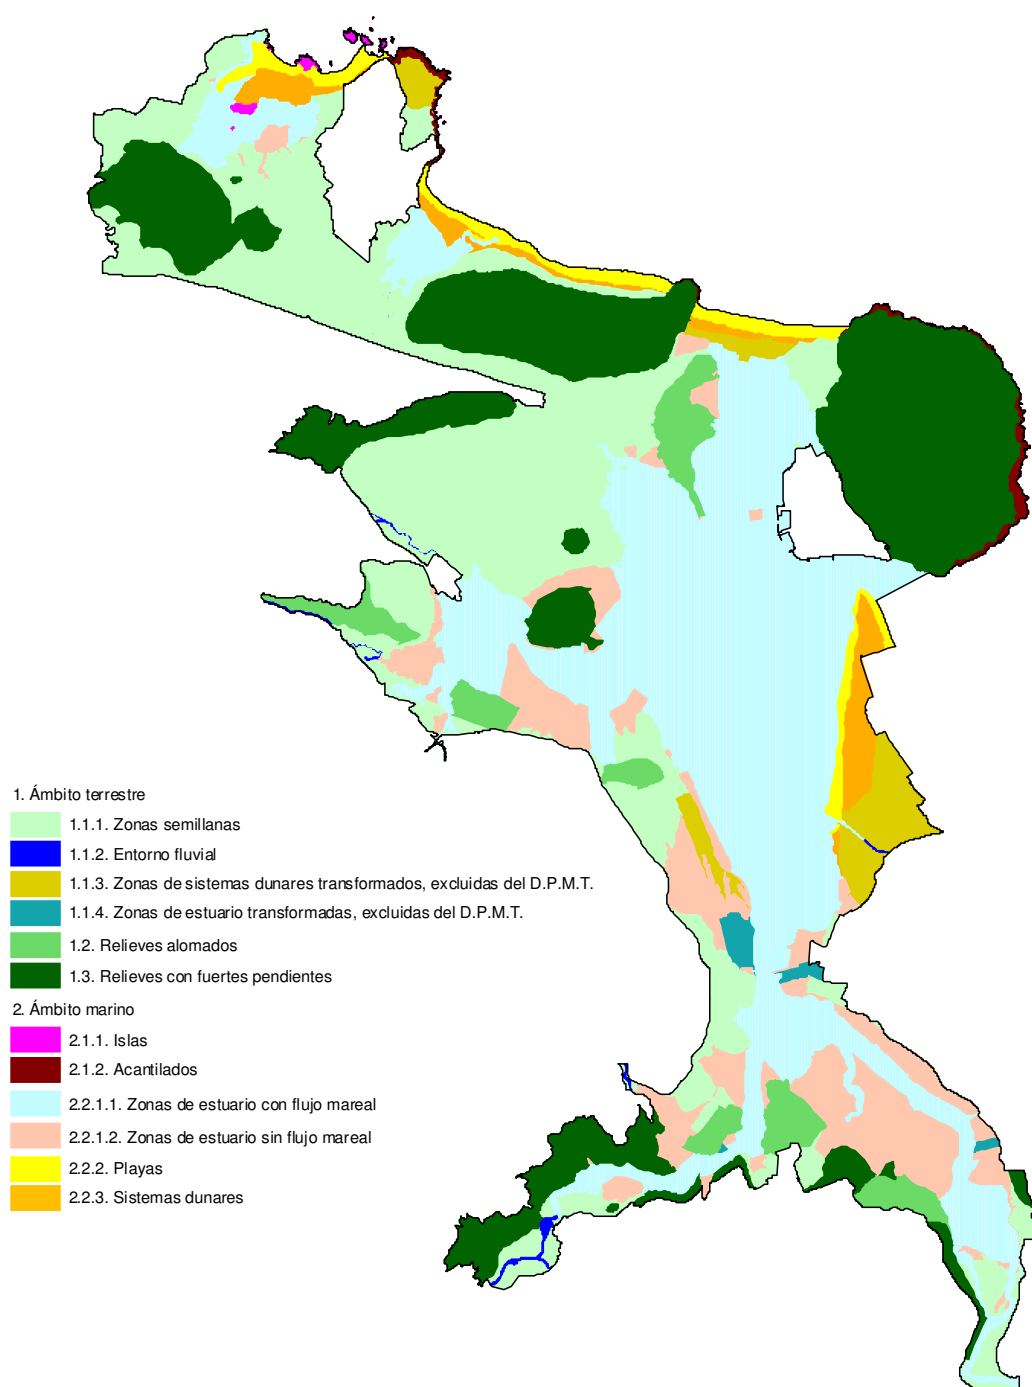 1. Ámbito terrestre
1.1.1. Zonas semillanas
1.1.2. Entorno fluvial
1.1.3. Zonas de sistemas dunares transformados, excluidas del D.P.M.T.
1.1.4. Zonas de estuario transformadas, excluidas del D.P.M.T.
1.2. Relieves alomados
1.3. Relieves con fuertes pendientes
2. Ámbito marino
2.1.1. Islas
2.1.2. Acantilados
2.2.1.1. Zonas de estuario con flujo mareal
2.2.1.2. Zonas de estuario sin flujo mareal
2.2.2. Playas
2.2.3. Sistemas dunares